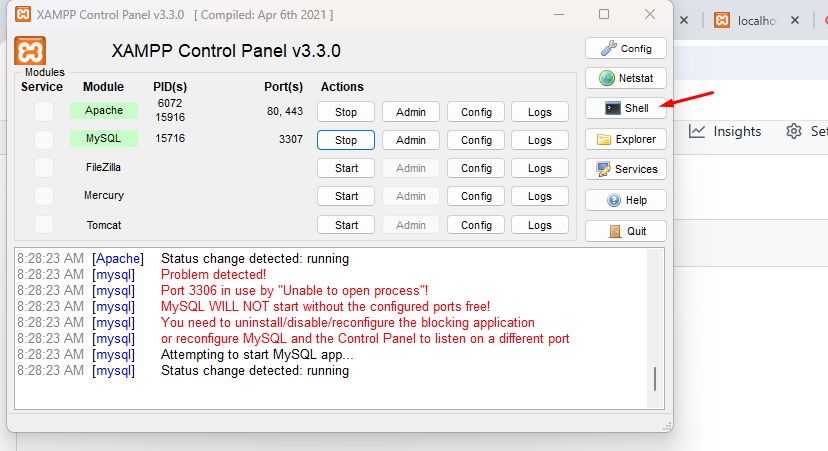 XAMPP Control Panel v3.3.0 [ Compiled: Apr 6th 2021 ]
localho
XAMPP Control Panel v3.3.0
Config
Modules
Service Module PID(s) Port(s) Actions
Netstat
Apache 6072 15916 80, 443 Stop Admin Config Logs
Shell
MySQL 15716 3307 Stop Admin Config Logs
Explorer
Insights
FileZilla Start Admin Config Logs
Services
Mercury Start Admin Config Logs
Help
Tomcat Start Admin Config Logs
Quit
8:28:23 AM [Apache] Status change detected: running
8:28:23 AM [mysql] Problem detected!
8:28:23 AM [mysql] Port 3306 in use by "Unable to open process"!
8:28:23 AM [mysql] MySQL WILL NOT start without the configured ports free!
8:28:23 AM [mysql] You need to uninstall/disable/reconfigure the blocking application
8:28:23 AM [mysql] or reconfigure MySQL and the Control Panel to listen on a different port
8:28:23 AM [mysql] Attempting to start MySQL app...
8:28:23 AM [mysql] Status change detected: running